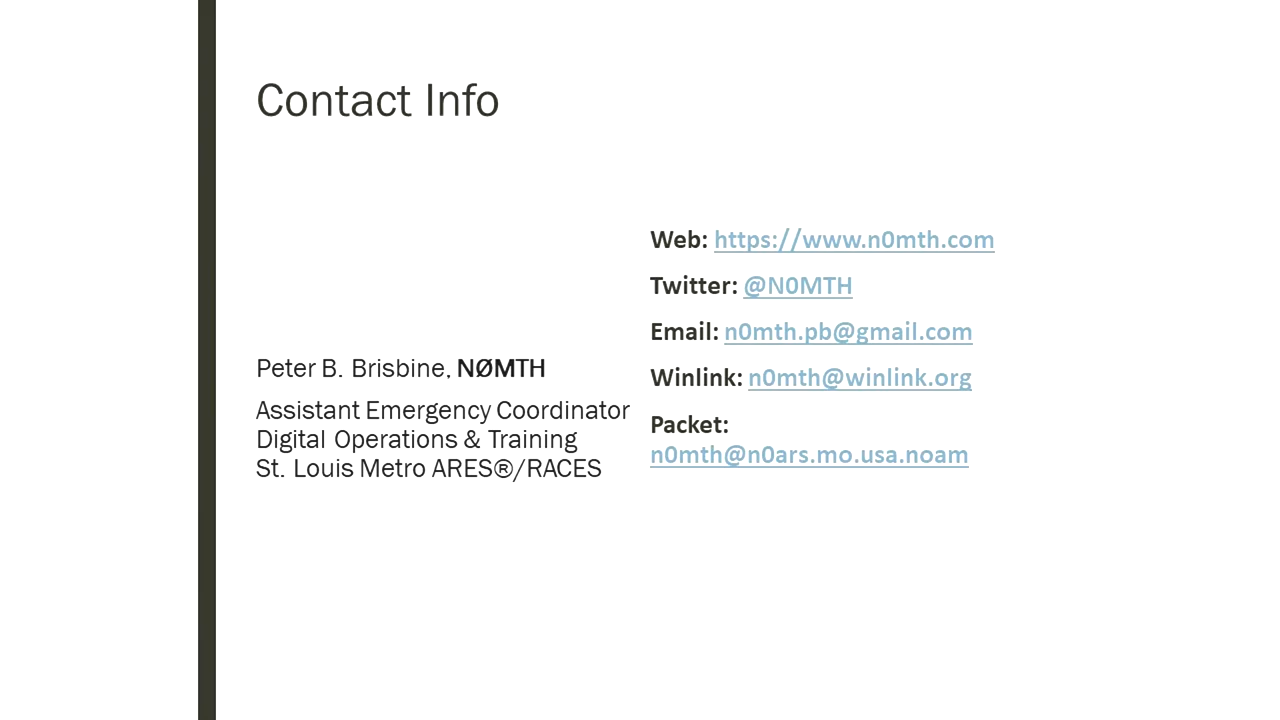 Contact Info
Peter B. Brisbine, NØMTH
Assistant Emergency Coordinator
Digital Operations & Training
St. Louis Metro ARES®/RACES
Web: https://www.n0mth.com
Twitter: @N0MTH
Email: n0mth.pb@gmail.com
Winlink: n0mth@winlink.org
Packet:
n0mth@n0ars.mo.usa.noam